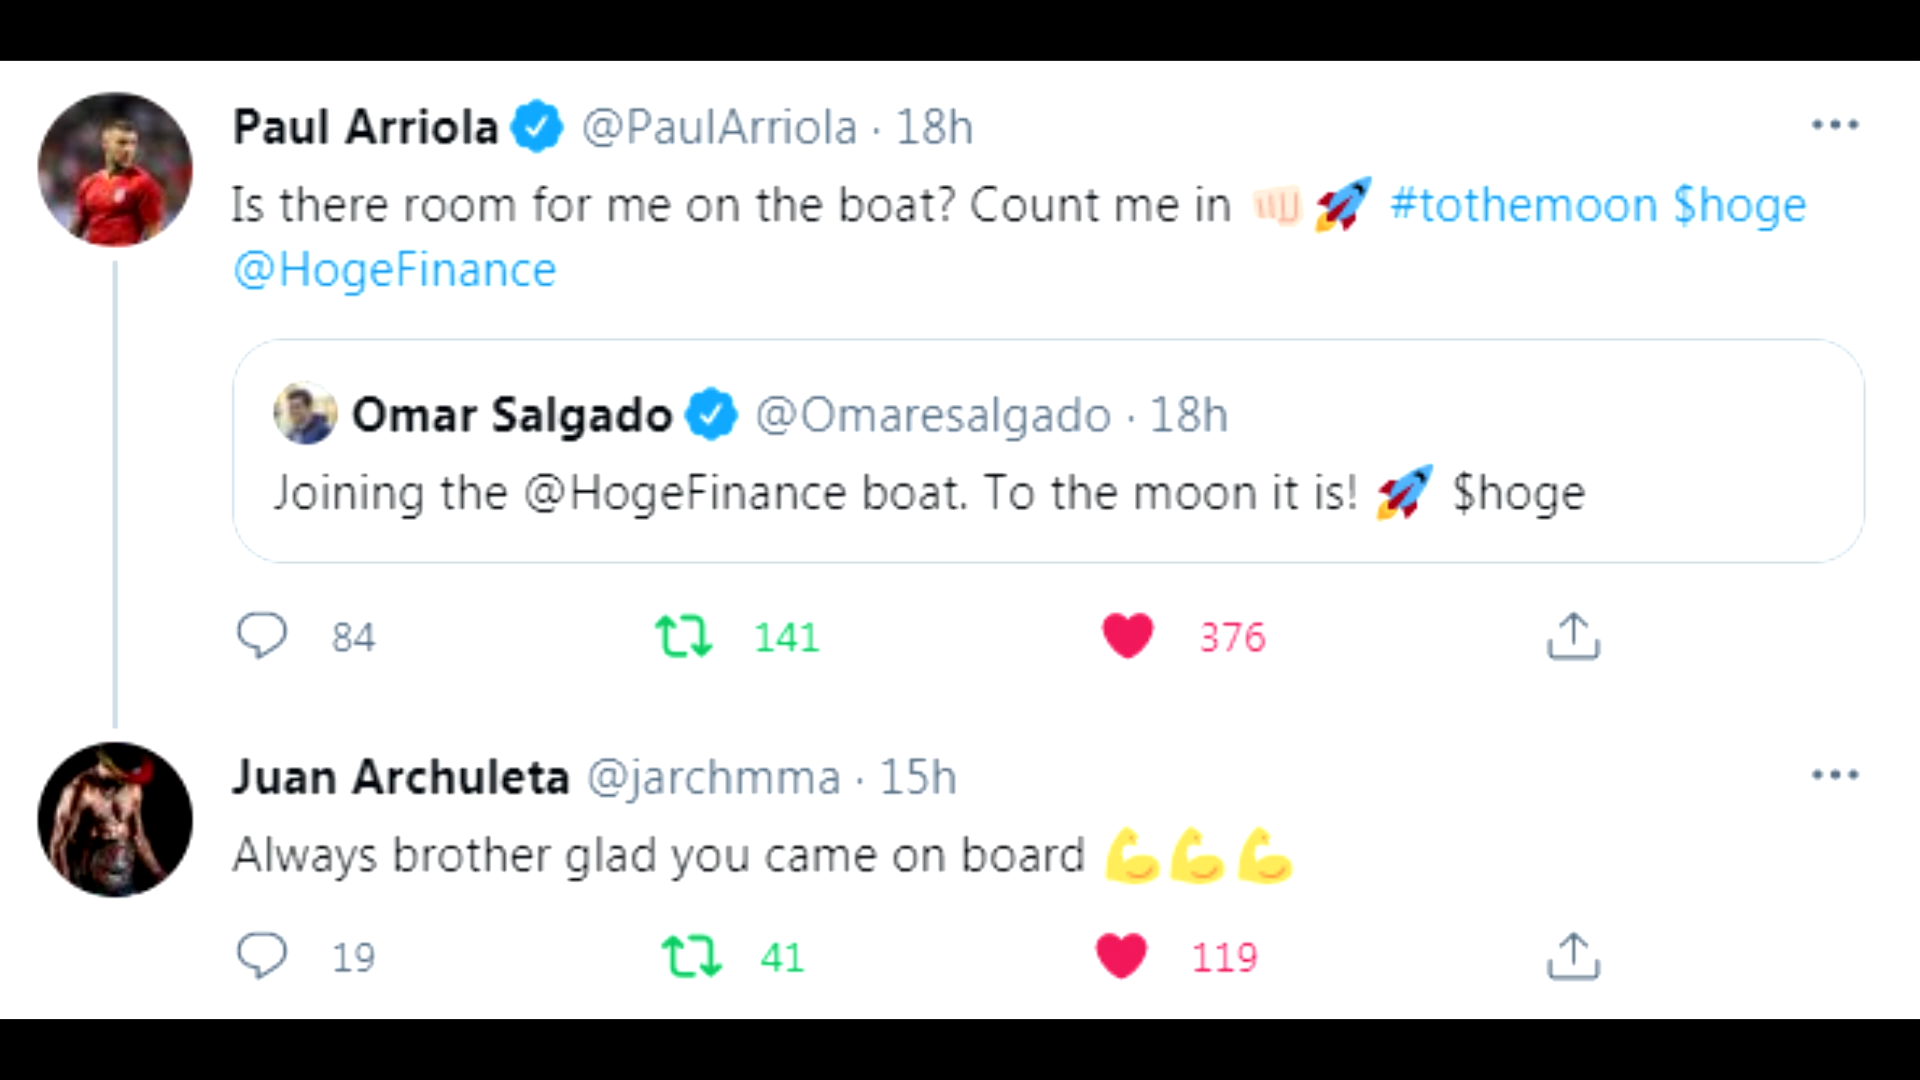 Paul Arriola @PaulArriola · 18h
Is there room for me on the boat? Count me in 👊🏻🚀 #tothemoon $hoge
@HogeFinance
Omar Salgado @Omaresalgado · 18h
Joining the @HogeFinance boat. To the moon it is! 🚀 $hoge
84 141 376
Juan Archuleta @jarchmma · 15h
Always brother glad you came on board 💪💪💪
19 41 119